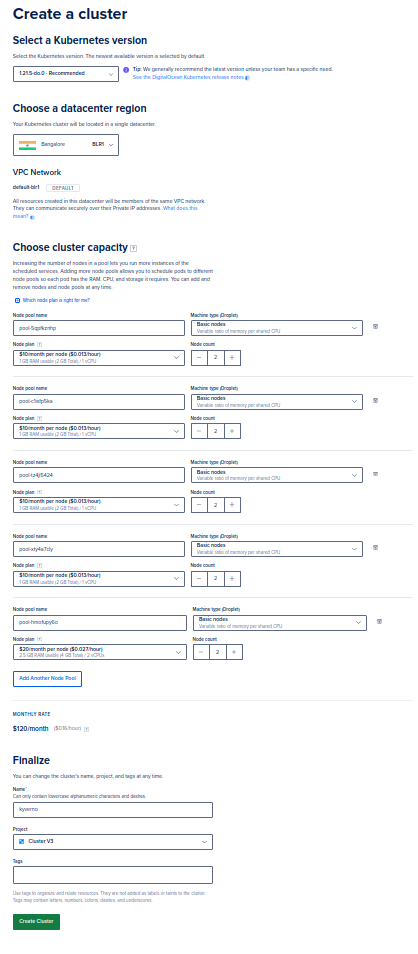 Create a cluster
Select a Kubernetes version
Select the Kubernetes version. The newest available version is selected by default
1.21.5-do.0 - Recommended
Tip: We generally recommend the latest version unless your team has a specific need.
See the DigitalOcean Kubernetes release notes
Choose a datacenter region
Your Kubernetes cluster will be located in a single datacenter.
Bangalore BLR1
VPC Network
default-blr1 DEFAULT
All resources created in this datacenter will be members of the same VPC network.
They can communicate securely over their Private IP addresses. What does this
mean?
Choose cluster capacity ?
Increasing the number of nodes in a pool lets you run more instances of the
scheduled services. Adding more node pools allows you to schedule pods to different
node pools so each pod has the RAM, CPU, and storage it requires. You can add and
remove nodes and node pools at any time.
Which node plan is right for me?
Node pool name Machine type (Droplet)
Basic nodes
Variable ratio of memory per shared CPU
Node plan ? Node count
$10/month per node ($0.013/hour)
1 GB RAM usable (2 GB Total) / 1 vCPU
− 2 +
Node pool name Machine type (Droplet)
Basic nodes
Variable ratio of memory per shared CPU
Node plan ? Node count
$10/month per node ($0.013/hour)
1 GB RAM usable (2 GB Total) / 1 vCPU
− 2 +
Node pool name Machine type (Droplet)
Basic nodes
Variable ratio of memory per shared CPU
Node plan ? Node count
$10/month per node ($0.013/hour)
1 GB RAM usable (2 GB Total) / 1 vCPU
− 2 +
Node pool name Machine type (Droplet)
Basic nodes
Variable ratio of memory per shared CPU
Node plan ? Node count
$10/month per node ($0.013/hour)
1 GB RAM usable (2 GB Total) / 1 vCPU
− 2 +
Node pool name Machine type (Droplet)
Basic nodes
Variable ratio of memory per shared CPU
Node plan ? Node count
$20/month per node ($0.027/hour)
2.5 GB RAM usable (4 GB Total) / 2 vCPUs
− 2 +
Add Another Node Pool
MONTHLY RATE
$120/month ($0.16/hour) ?
Finalize
You can change the cluster's name, project, and tags at any time.
Name*
Can only contain lowercase alphanumeric characters and dashes.
kyverno
Project
Cluster V3
Tags
Use tags to organize and relate resources. They are not added as labels or taints to the cluster.
Tags may contain letters, numbers, colons, dashes, and underscores.
Create Cluster